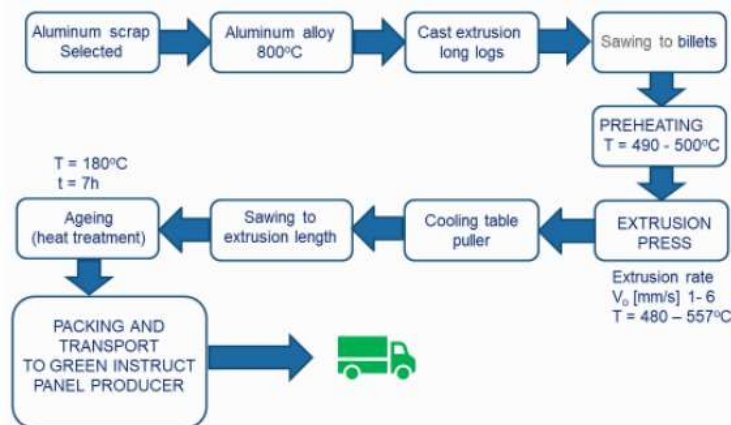 Aluminum scrap
Selected
Aluminum alloy
800°C
Cast extrusion
long logs
Sawing to billets
PREHEATING
T = 490 - 500°C
EXTRUSION
PRESS
Extrusion rate
Vₒ [mm/s] 1- 6
T = 480 – 557°C
Cooling table
puller
Sawing to
extrusion length
T = 180°C
t = 7h
Ageing
(heat treatment)
PACKING AND
TRANSPORT
TO GREEN INSTRUCT
PANEL PRODUCER